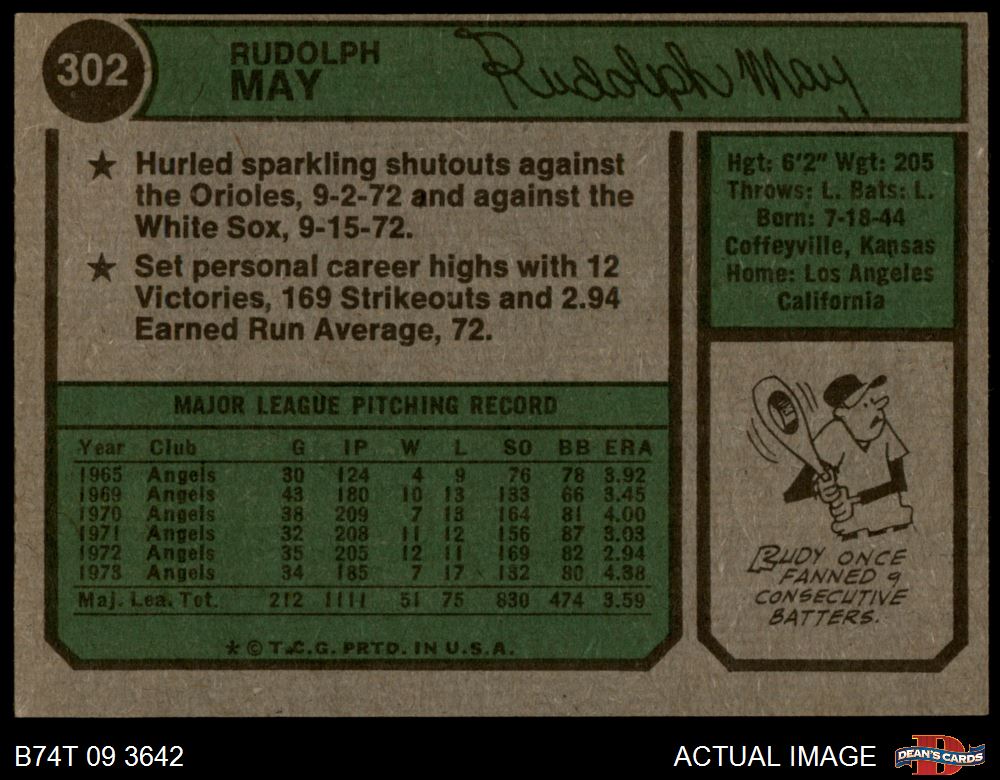 302
RUDOLPH
MAY
Rudolph May
★ Hurled sparkling shutouts against
the Orioles, 9-2-72 and against the
White Sox, 9-15-72.
★ Set personal career highs with 12
Victories, 169 Strikeouts and 2.94
Earned Run Average, 72.
MAJOR LEAGUE PITCHING RECORD
Year Club G IP W L SO BB ERA
1965 Angels 30 124 4 9 76 78 3.92
1969 Angels 43 180 10 13 133 66 3.45
1970 Angels 38 209 7 13 164 81 4.00
1971 Angels 32 208 11 12 156 87 3.03
1972 Angels 35 205 12 11 169 82 2.94
1973 Angels 34 185 7 17 132 80 4.38
Maj. Lea. Tot. 212 1111 51 75 830 474 3.59
* © T.C.G. PRTD. IN U.S.A.
Hgt: 6'2" Wgt: 205
Throws: L. Bats: L.
Born: 7-18-44
Coffeyville, Kansas
Home: Los Angeles
California
RUDY ONCE
FANNED 9
CONSECUTIVE
BATTERS.
B74T 09 3642
ACTUAL IMAGE
DEAN'S CARDS